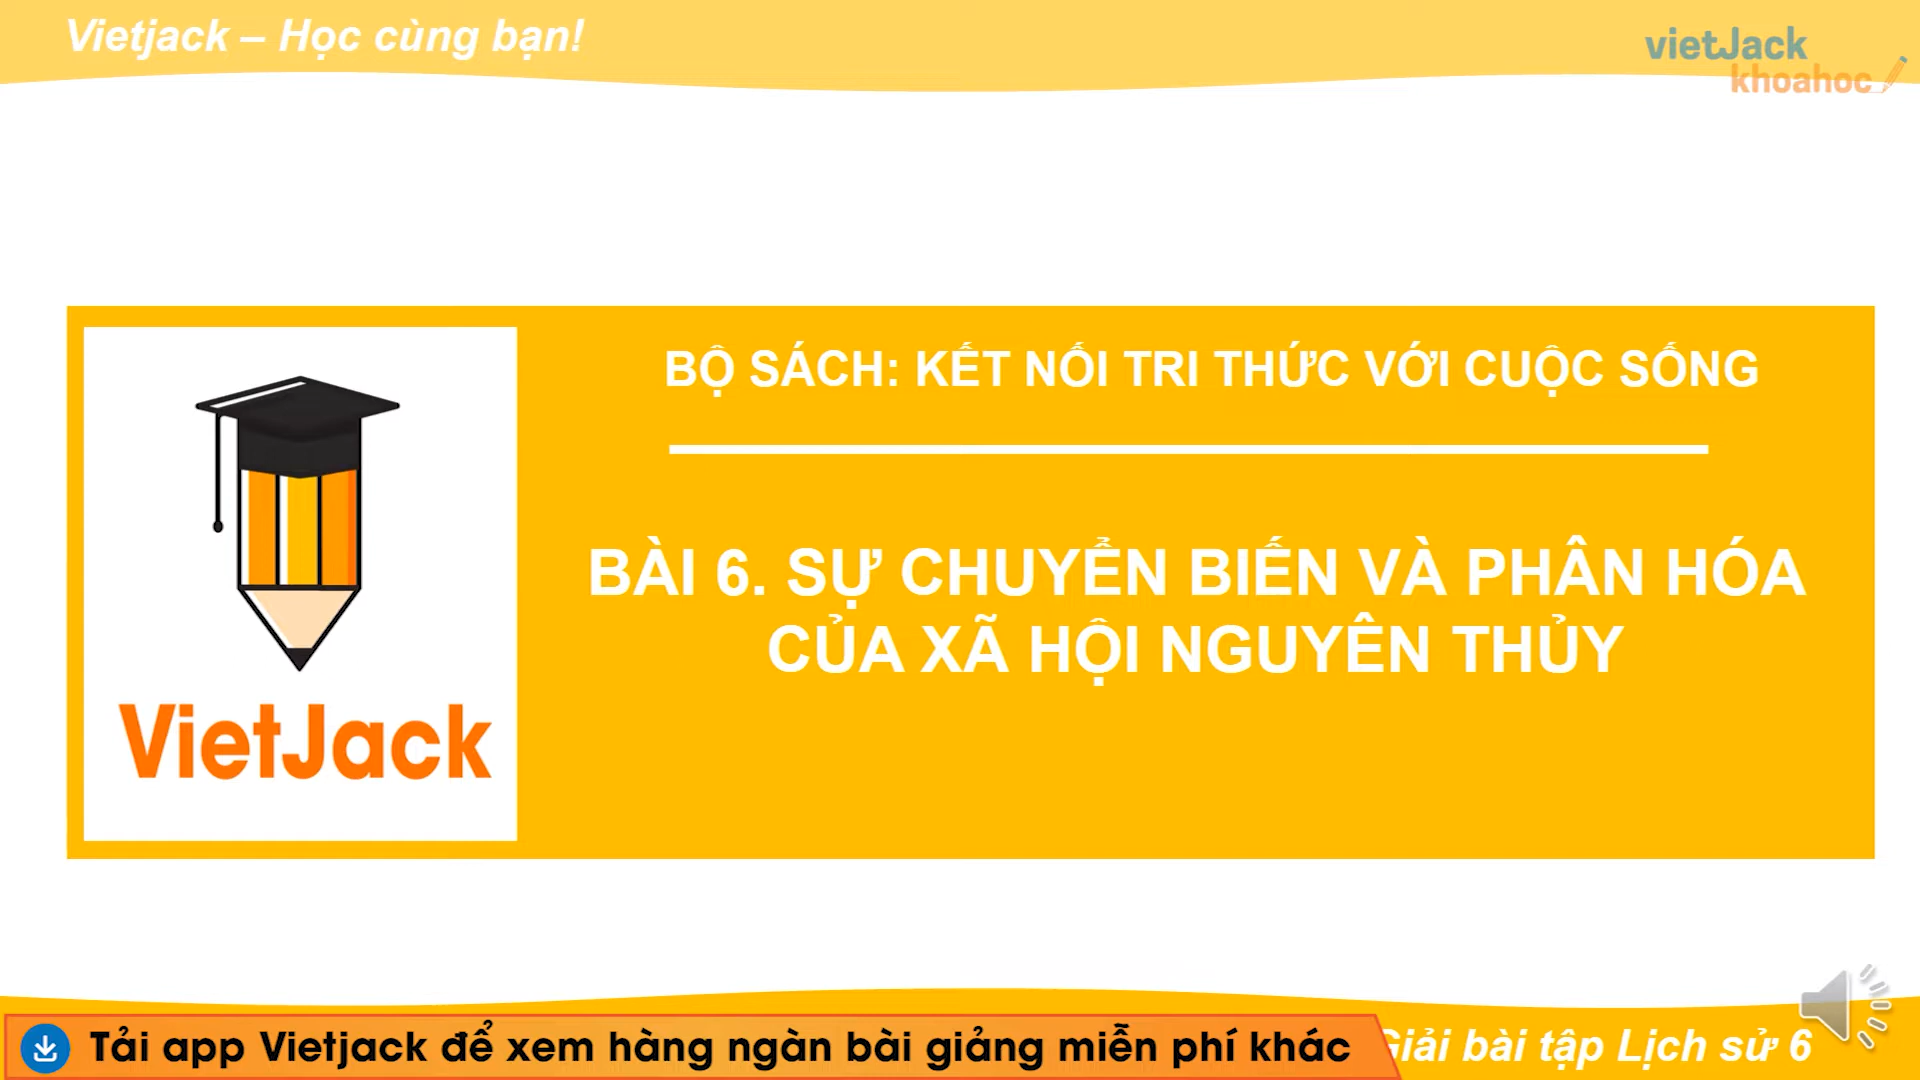 Vietjack – Học cùng bạn!
vietJack
khoahoc
BỘ SÁCH: KẾT NỐI TRI THỨC VỚI CUỘC SỐNG
BÀI 6. SỰ CHUYỂN BIẾN VÀ PHÂN HÓA
CỦA XÃ HỘI NGUYÊN THỦY
VietJack
Tải app Vietjack để xem hàng ngàn bài giảng miễn phí khác
Giải bài tập Lịch sử 6